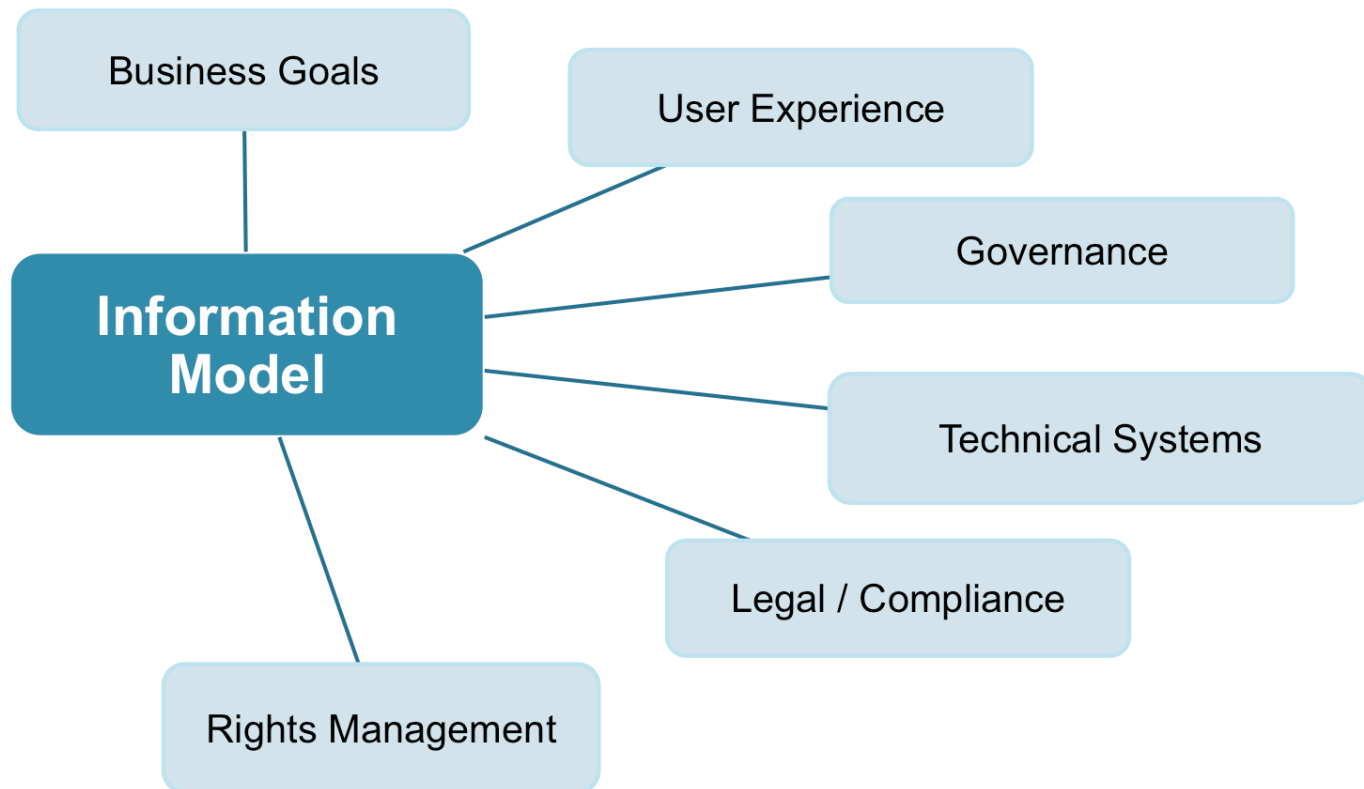 Business Goals
User Experience
Governance
Information
Model
Technical Systems
Legal / Compliance
Rights Management